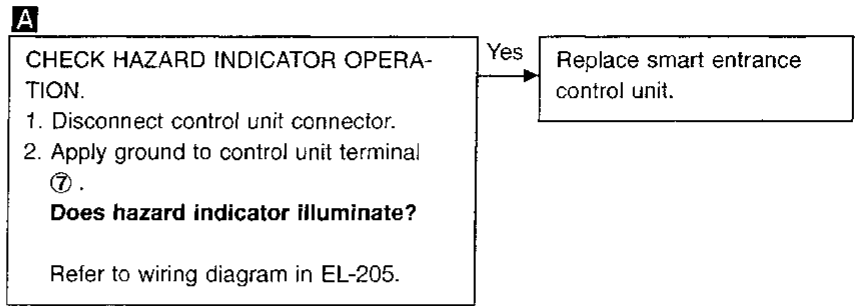 A
CHECK HAZARD INDICATOR OPERA-
TION.
1. Disconnect control unit connector.
2. Apply ground to control unit terminal
⑦ .
Does hazard indicator illuminate?
Refer to wiring diagram in EL-205.
Yes
Replace smart entrance
control unit.